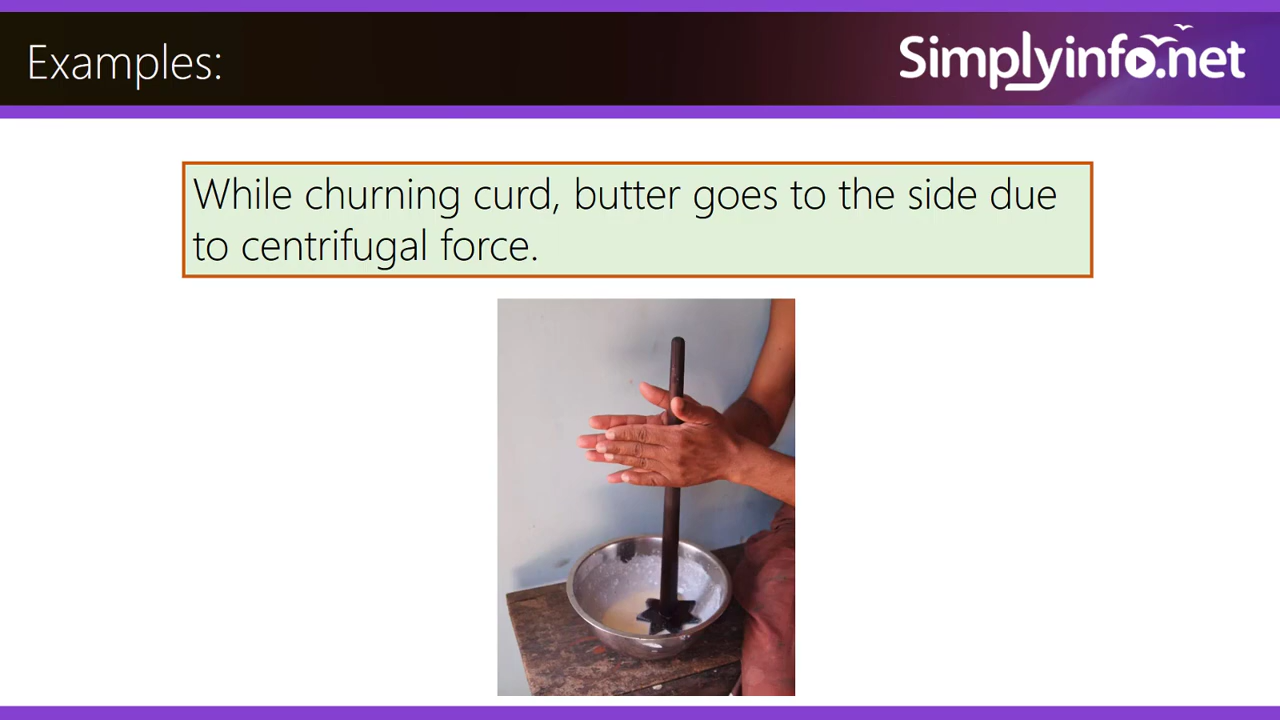 Examples:
Simplyinfo.net
While churning curd, butter goes to the side due
to centrifugal force.